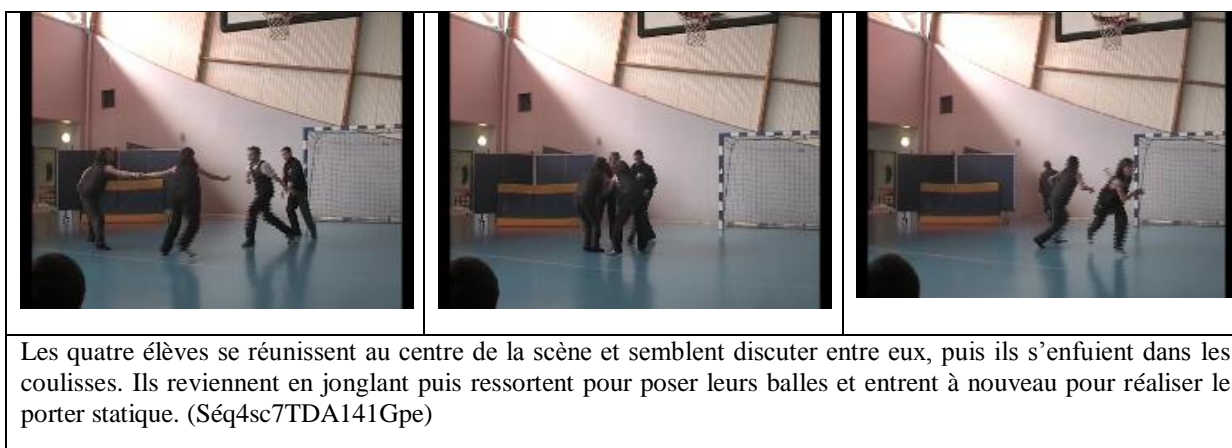 Les quatre élèves se réunissent au centre de la scène et semblent discuter entre eux, puis ils s’enfuient dans les
coulisses. Ils reviennent en jonglant puis ressortent pour poser leurs balles et entrent à nouveau pour réaliser le
porter statique. (Séq4sc7TDA141Gpe)